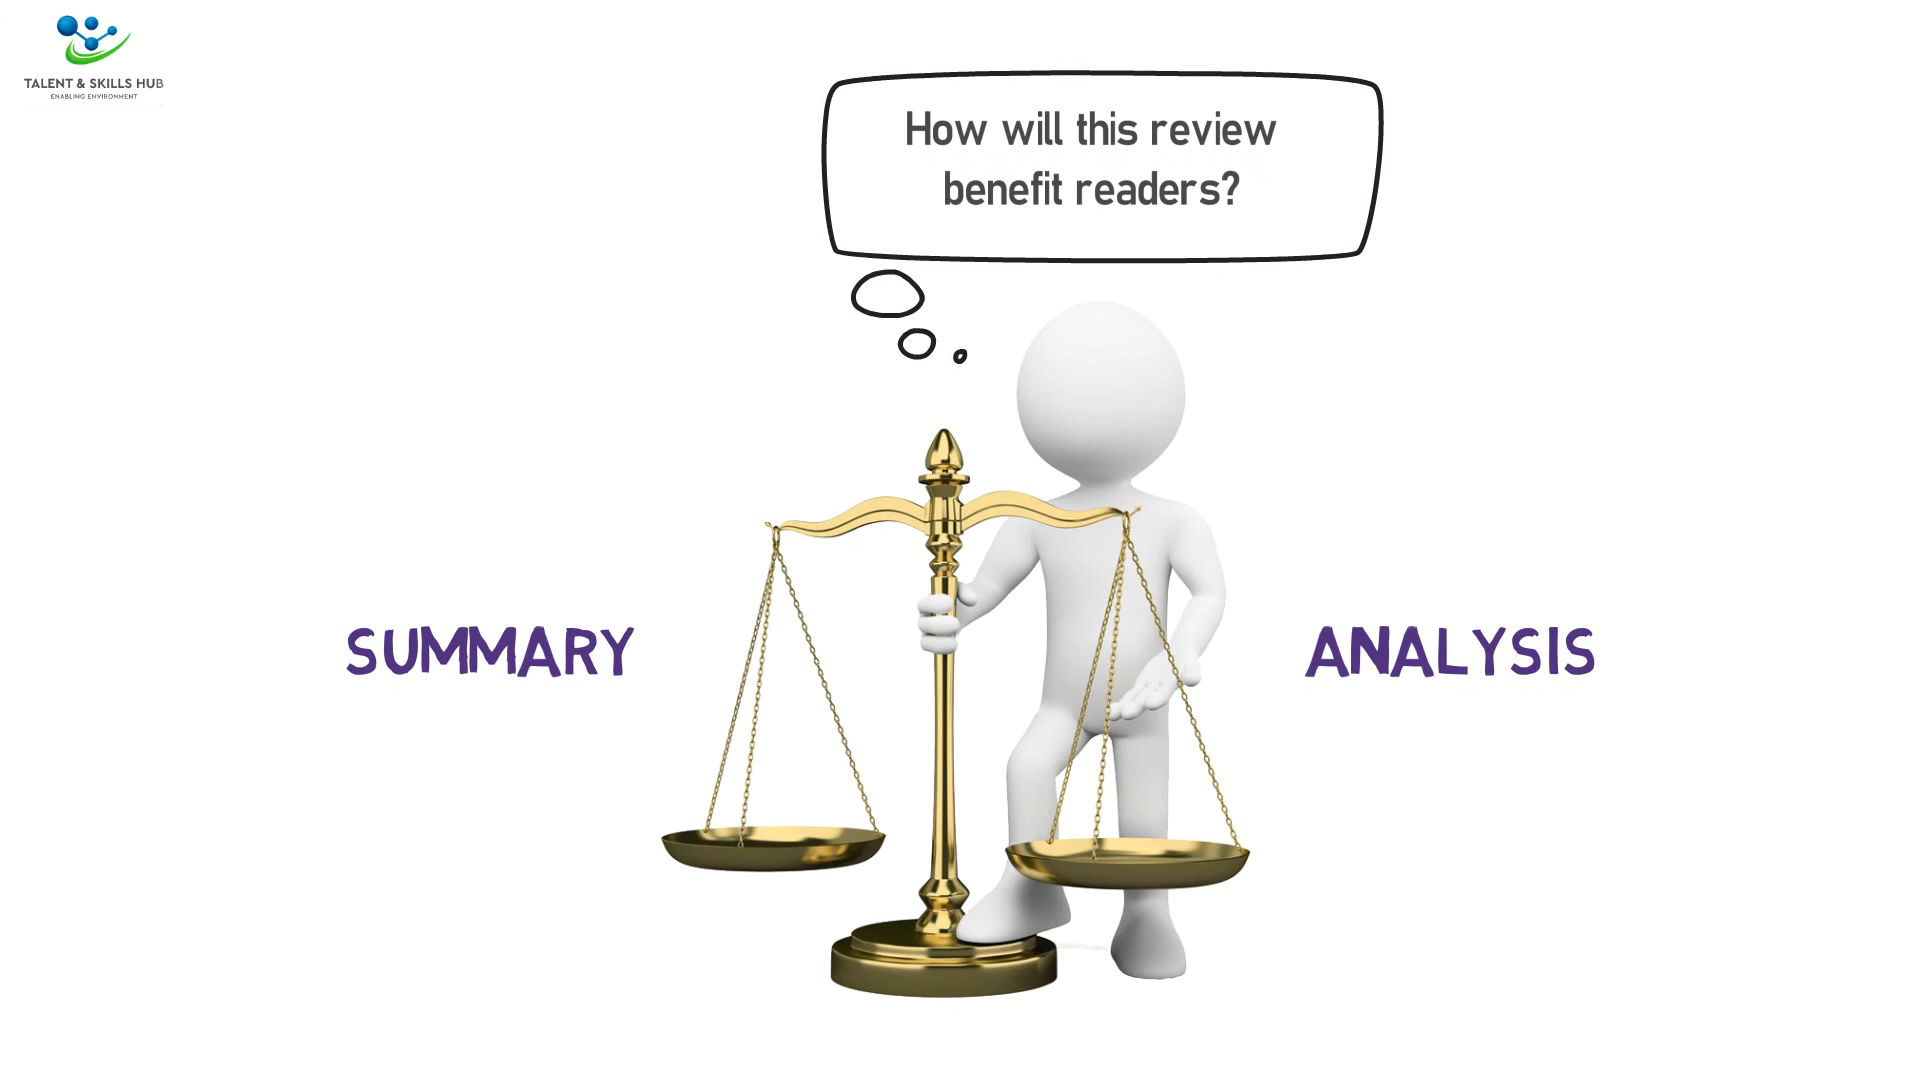 TALENT & SKILLS HUB
ENABLING ENVIRONMENT
How will this review
benefit readers?
SUMMARY
ANALYSIS